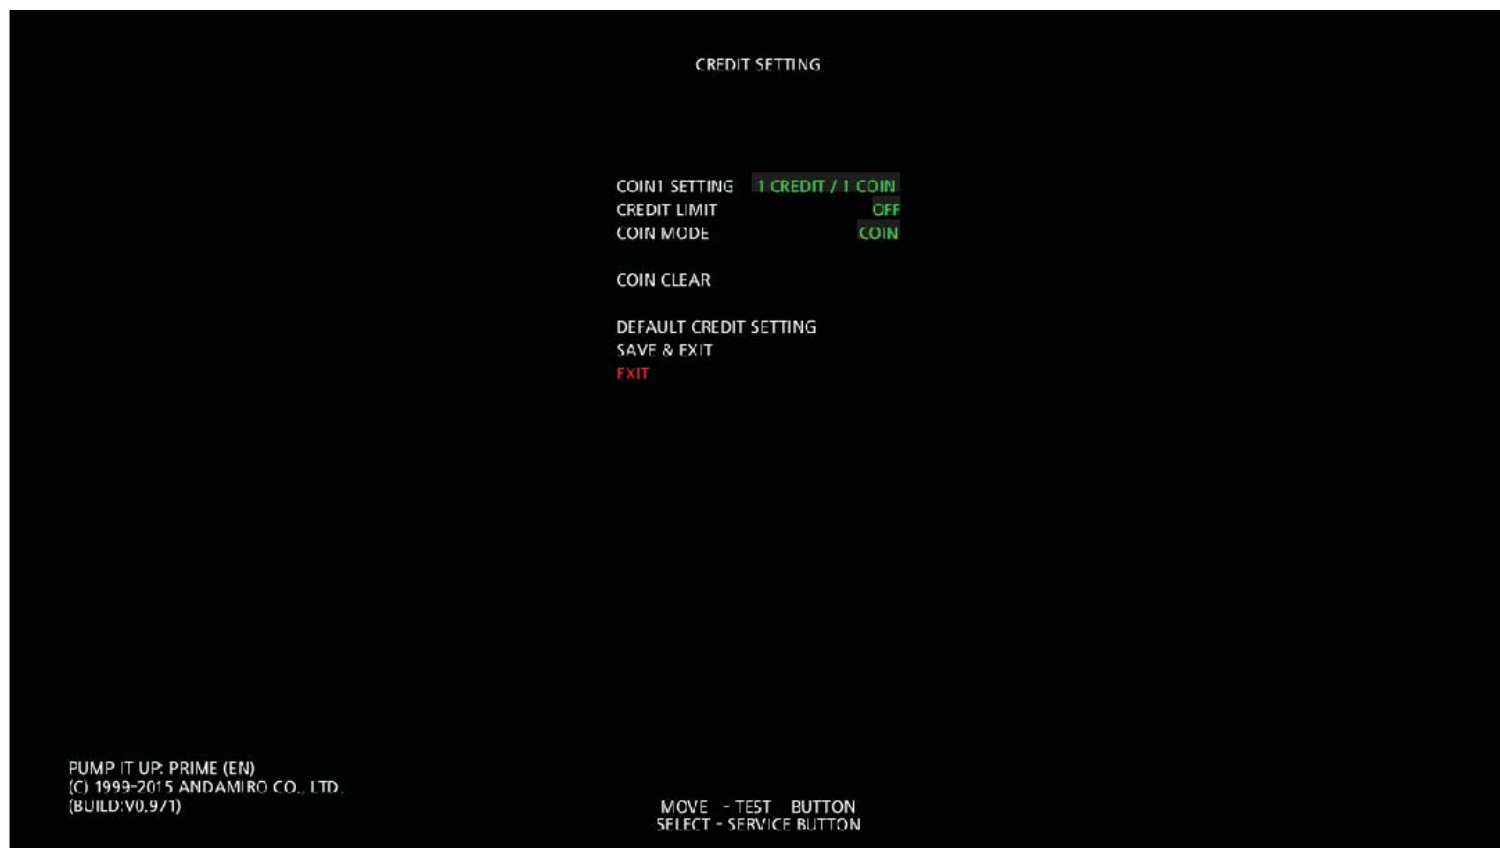 CREDIT SETTING
COIN1 SETTING 1 CREDIT / 1 COIN
CREDIT LIMIT OFF
COIN MODE COIN
COIN CLEAR
DEFAULT CREDIT SETTING
SAVE & EXIT
EXIT
PUMP IT UP: PRIME (EN)
(C) 1999-2015 ANDAMIRO CO., LTD.
(BUILD:V0.971)
MOVE - TEST BUTTON
SELECT - SERVICE BUTTON